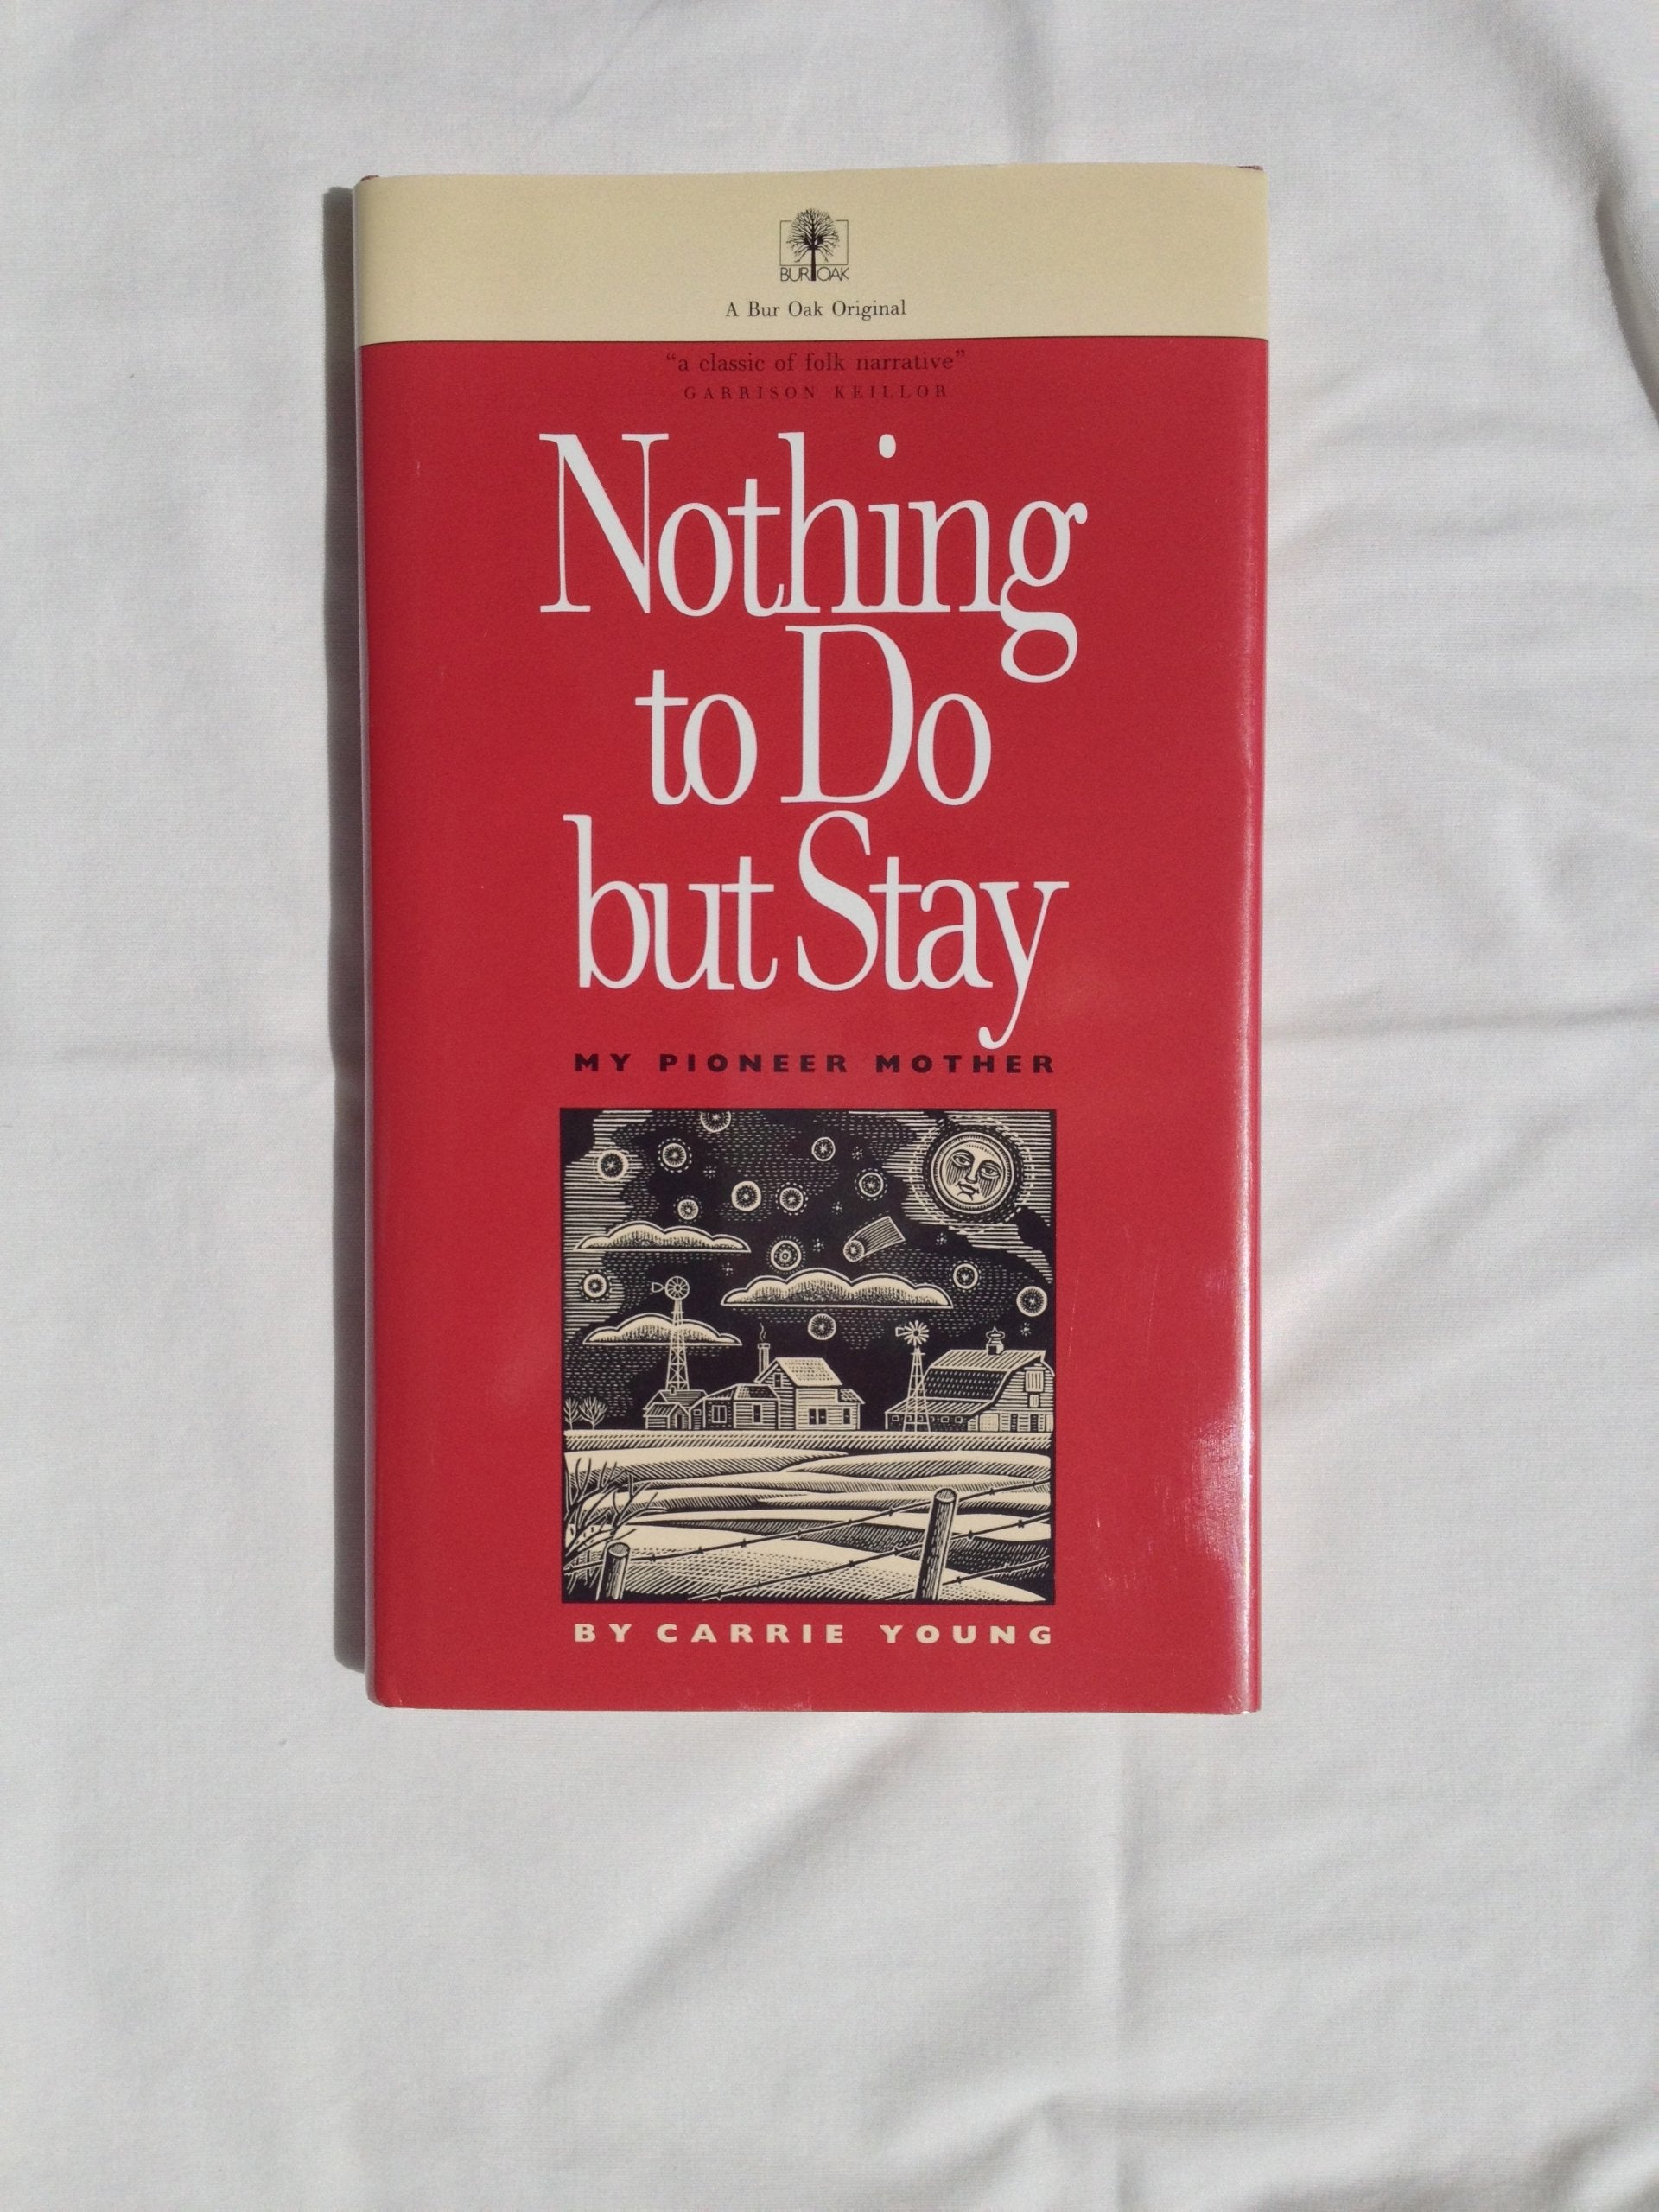 BUR OAK
A Bur Oak Original
“a classic of folk narrative”
GARRISON KEILLOR
Nothing
to Do
but Stay
MY PIONEER MOTHER
BY CARRIE YOUNG